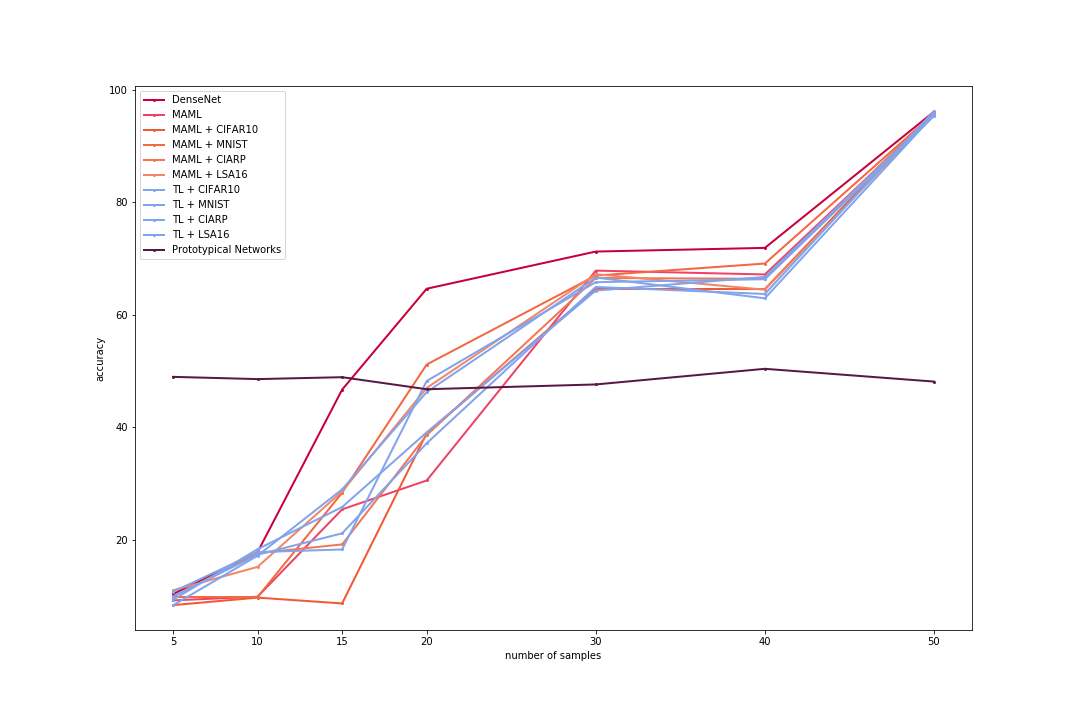 100
80
60
40
20
accuracy
DenseNet
MAML
MAML + CIFAR10
MAML + MNIST
MAML + CIARP
MAML + LSA16
TL + CIFAR10
TL + MNIST
TL + CIARP
TL + LSA16
Prototypical Networks
5 10 15 20 30 40 50
number of samples